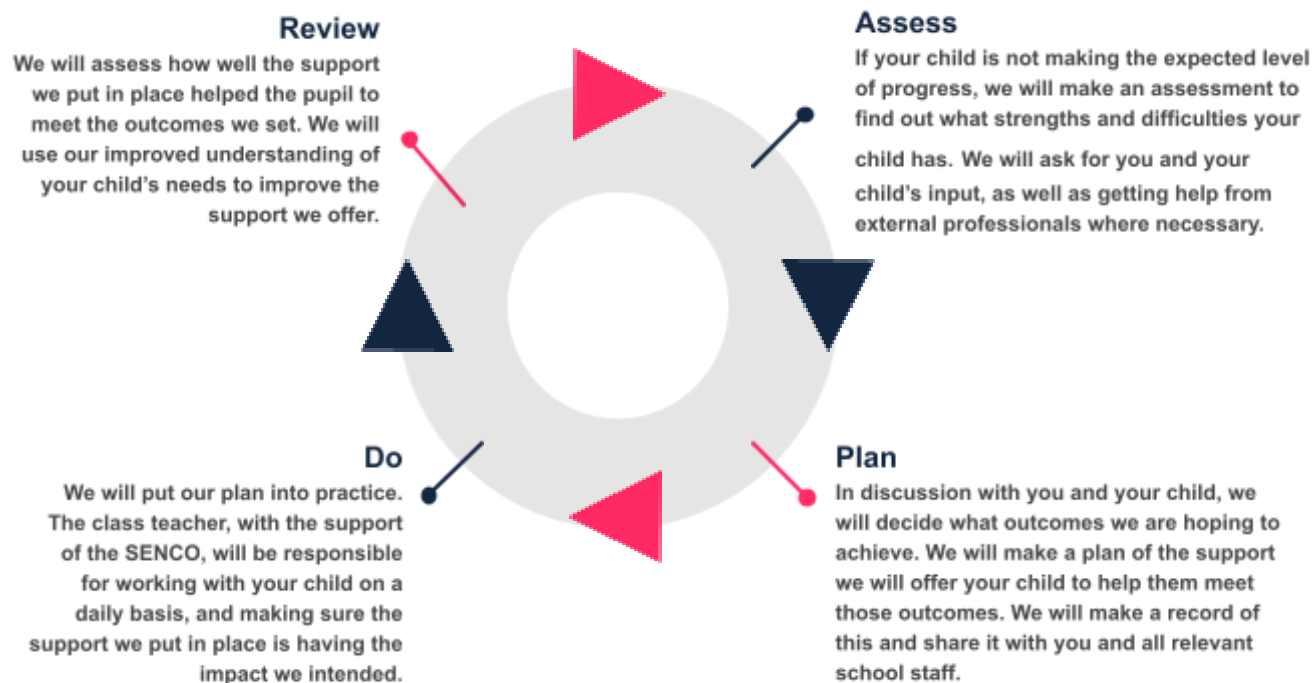 Review
We will assess how well the support
we put in place helped the pupil to
meet the outcomes we set. We will
use our improved understanding of
your child's needs to improve the
support we offer.
Assess
If your child is not making the expected level
of progress, we will make an assessment to
find out what strengths and difficulties your
child has. We will ask for you and your
child's input, as well as getting help from
external professionals where necessary.
Do
We will put our plan into practice.
The class teacher, with the support
of the SENCO, will be responsible
for working with your child on a
daily basis, and making sure the
support we put in place is having the
impact we intended.
Plan
In discussion with you and your child, we
will decide what outcomes we are hoping to
achieve. We will make a plan of the support
we will offer your child to help them meet
those outcomes. We will make a record of
this and share it with you and all relevant
school staff.